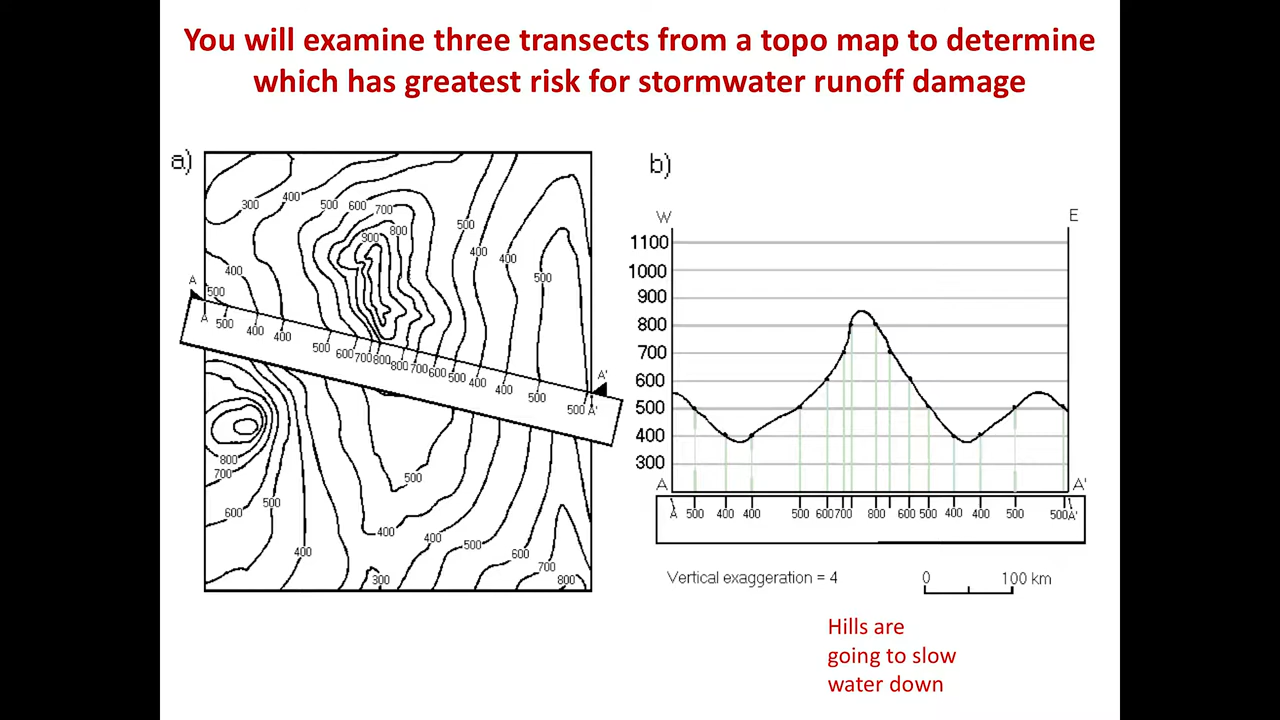 You will examine three transects from a topo map to determine
which has greatest risk for stormwater runoff damage
a)
300
400
500
600
700
800
900
500
400
400
500
400
500
A
A
500
500
400
400
500
600
700
800
800
700
600
500
400
400
500
500
A'
A'
800
700
600
500
400
500
400
400
500
600
700
800
300
b)
W
E
1100
1000
900
800
700
600
500
400
300
A
A'
A 500 400 400 500 600 700 800 600 500 400 400 500 500 A'
Vertical exaggeration = 4
0 100 km
Hills are
going to slow
water down